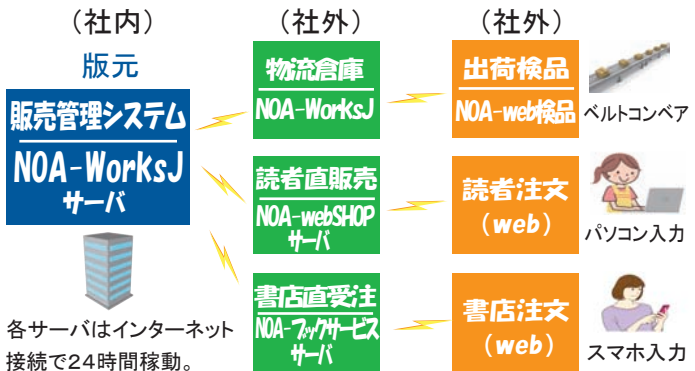 （社内）
（社外）
（社外）
版元
販売管理システム
NOA-WorksJ
サーバ
物流倉庫
NOA-WorksJ
出荷検品
NOA-web検品
ベルトコンベア
読者直販売
NOA-webSHOP
サーバ
読者注文
（web）
パソコン入力
書店直受注
NOA-ブックサービス
サーバ
書店注文
（web）
スマホ入力
各サーバはインターネット
接続で24時間稼動。